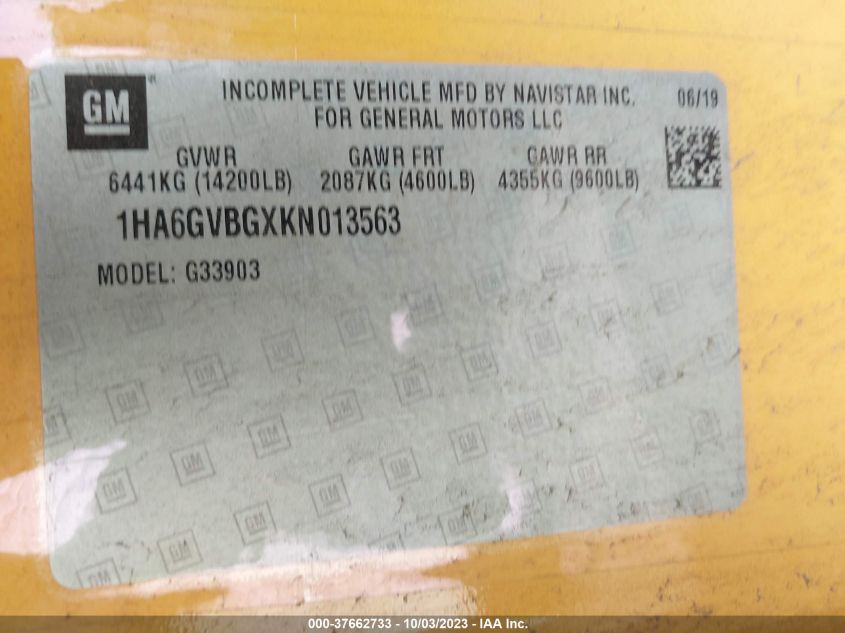 GM
INCOMPLETE VEHICLE MFD BY NAVISTAR INC. 06/19
FOR GENERAL MOTORS LLC
GVWR GAWR FRT GAWR RR
6441KG (14200LB) 2087KG (4600LB) 4355KG (9600LB)
1HA6GVBGXKN013563
MODEL: G33903
000-37662733 - 10/03/2023 - IAA Inc.